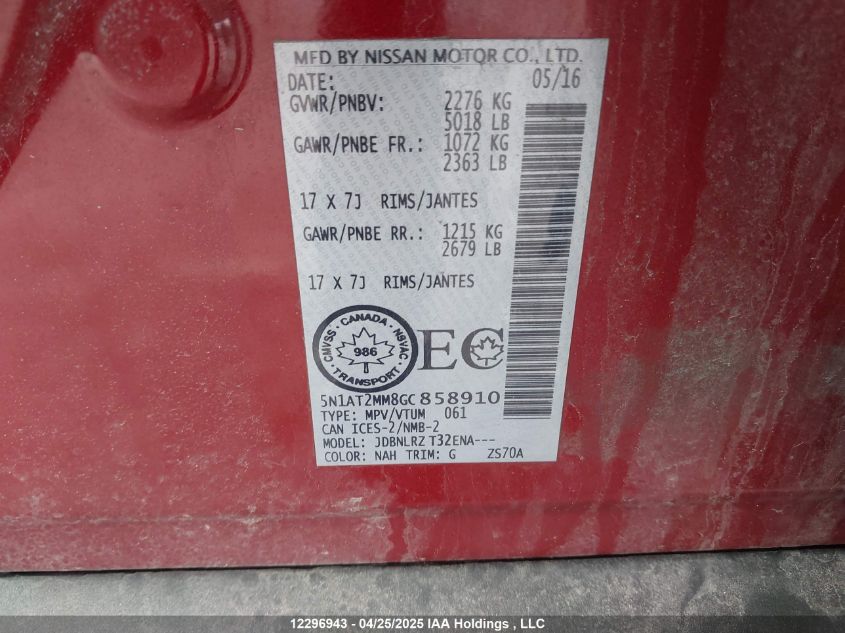 MFD BY NISSAN MOTOR CO., LTD.
DATE: 05/16
GVWR/PNBV: 2276 KG
5018 LB
GAWR/PNBE FR.: 1072 KG
2363 LB
17 X 7J RIMS/JANTES
GAWR/PNBE RR.: 1215 KG
2679 LB
17 X 7J RIMS/JANTES
CMVSS · CANADA · NSVAC · TRANSPORT ·
986
EC
5N1AT2MM8GC858910
TYPE: MPV/VTUM 061
CAN ICES-2/NMB-2
MODEL: JDBNLRZ T32ENA---
COLOR: NAH TRIM: G ZS70A
12296943 - 04/25/2025 IAA Holdings , LLC